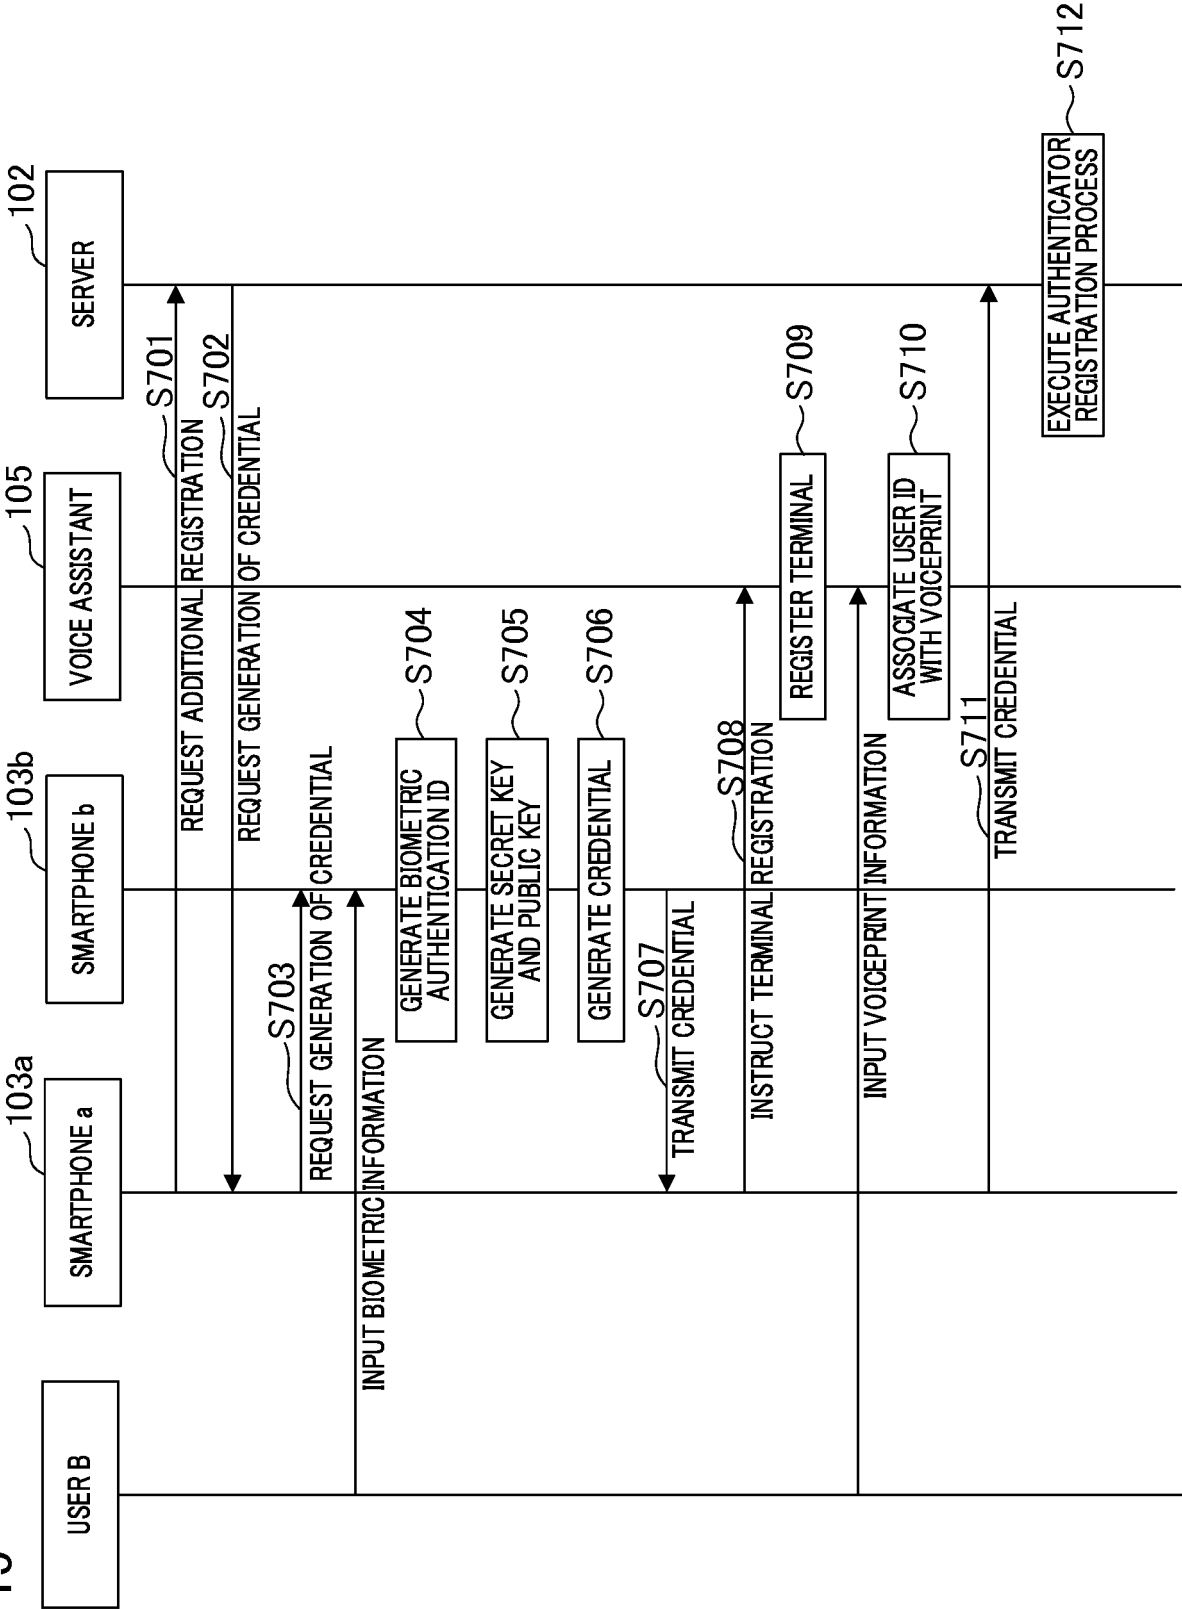 USER B
SMARTPHONE a
103a
SMARTPHONE b
103b
VOICE ASSISTANT
105
SERVER
102
S701
REQUEST ADDITIONAL REGISTRATION
S702
REQUEST GENERATION OF CREDENTIAL
S703
REQUEST GENERATION OF CREDENTIAL
INPUT BIOMETRIC INFORMATION
GENERATE BIOMETRIC
AUTHENTICATION ID
S704
GENERATE SECRET KEY
AND PUBLIC KEY
S705
GENERATE CREDENTIAL
S706
S707
TRANSMIT CREDENTIAL
S708
INSTRUCT TERMINAL REGISTRATION
REGISTER TERMINAL
S709
INPUT VOICEPRINT INFORMATION
ASSOCIATE USER ID
WITH VOICEPRINT
S710
S711
TRANSMIT CREDENTIAL
EXECUTE AUTHENTICATOR
REGISTRATION PROCESS
S712